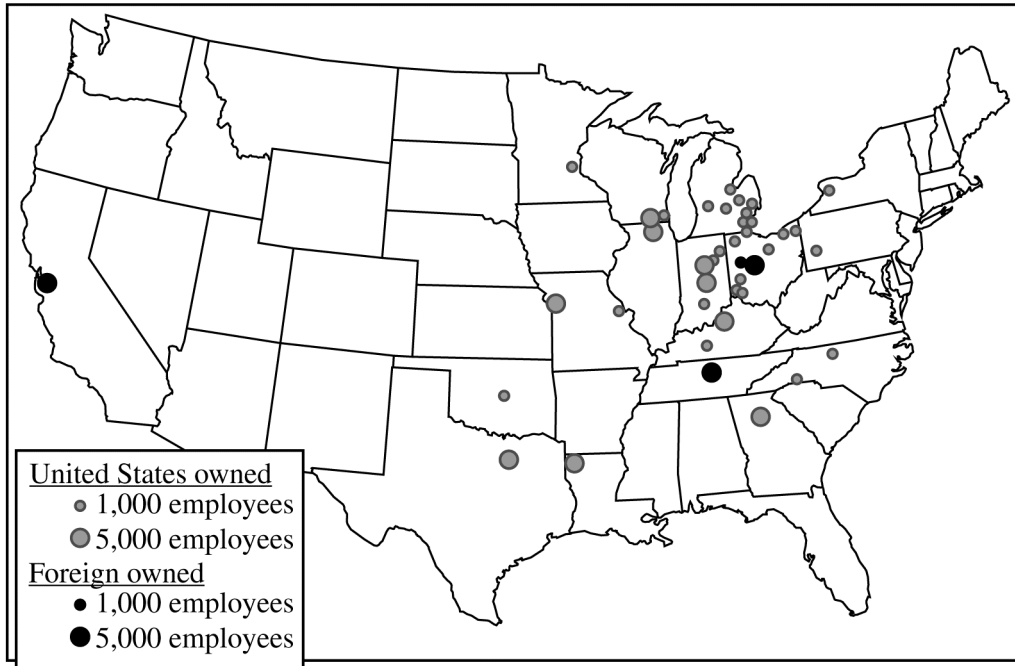 United States owned
1,000 employees
5,000 employees
Foreign owned
1,000 employees
5,000 employees